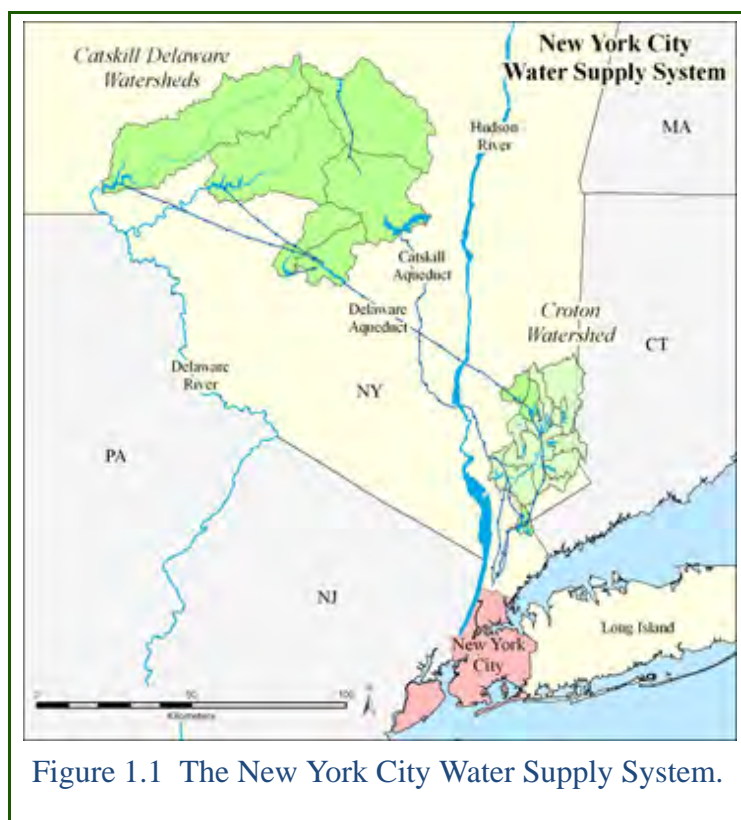 New York City
Water Supply System
Catskill Delaware
Watersheds
MA
Hudson
River
Catskill
Aqueduct
Delaware
Aqueduct
Croton
Watershed
CT
Delaware
River
NY
PA
NJ
Long Island
New York
City
0 50 100
Kilometers
Figure 1.1 The New York City Water Supply System.